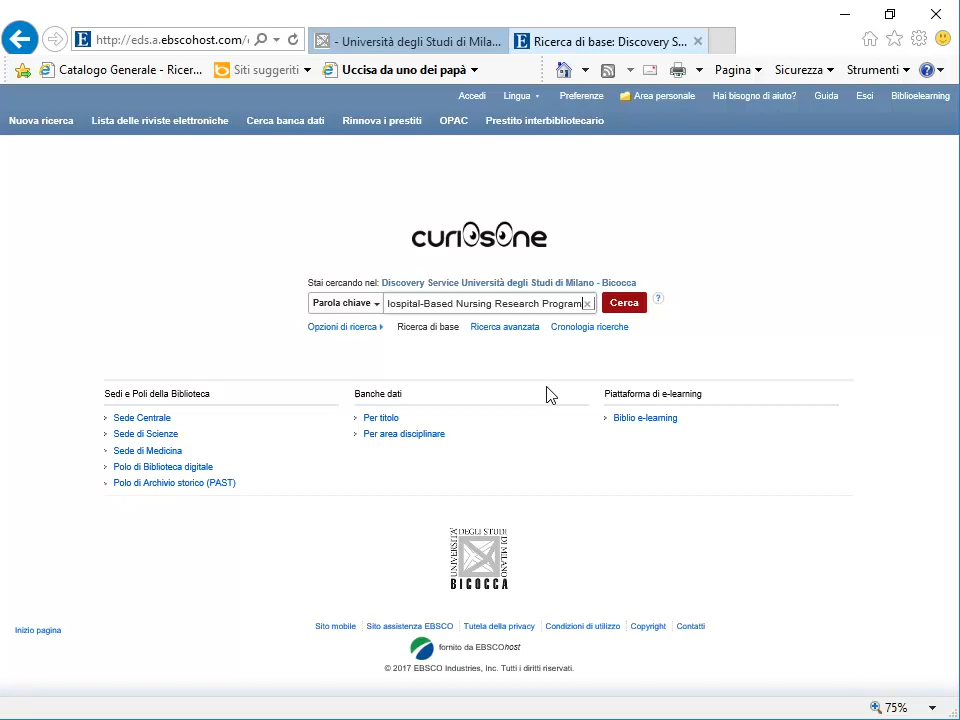 http://eds.a.ebscohost.com/
- Università degli Studi di Mila...
Ricerca di base: Discovery S...
Catalogo Generale - Ricer...
Siti suggeriti
Uccisa da uno dei papà
Pagina
Sicurezza
Strumenti
Accedi
Lingua
Preferenze
Area personale
Hai bisogno di aiuto?
Guida
Esci
Biblioelearning
Nuova ricerca
Lista delle riviste elettroniche
Cerca banca dati
Rinnova i prestiti
OPAC
Prestito interbibliotecario
curiosone
Stai cercando nel: Discovery Service Università degli Studi di Milano - Bicocca
Parola chiave
lospital-Based Nursing Research Program
Cerca
Opzioni di ricerca
Ricerca di base
Ricerca avanzata
Cronologia ricerche
Sedi e Poli della Biblioteca
Sede Centrale
Sede di Scienze
Sede di Medicina
Polo di Biblioteca digitale
Polo di Archivio storico (PAST)
Banche dati
Per titolo
Per area disciplinare
Piattaforma di e-learning
Biblio e-learning
UNIVERSITÀ
DEGLI STUDI
DI MILANO
BICOCCA
Inizio pagina
Sito mobile
Sito assistenza EBSCO
Tutela della privacy
Condizioni di utilizzo
Copyright
Contatti
fornito da EBSCOhost
© 2017 EBSCO Industries, Inc. Tutti i diritti riservati.
75%